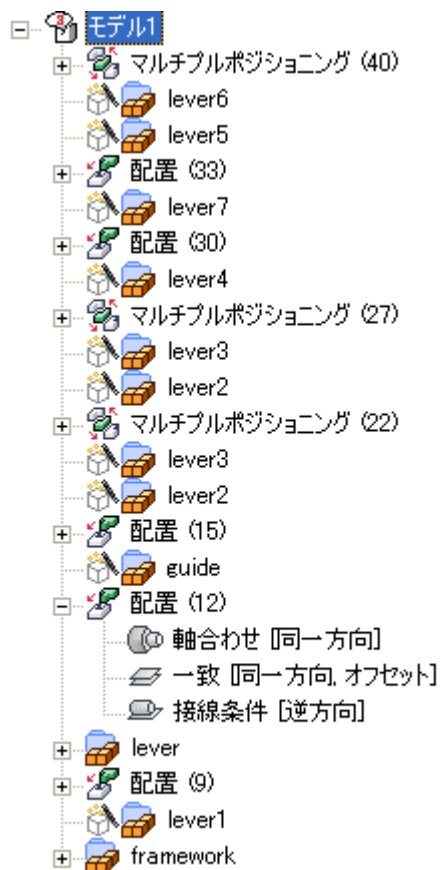 モデル1
マルチプルポジショニング (40)
lever6
lever5
配置 (33)
lever7
配置 (30)
lever4
マルチプルポジショニング (27)
lever3
lever2
マルチプルポジショニング (22)
lever3
lever2
配置 (15)
guide
配置 (12)
軸合わせ [同一方向]
一致 [同一方向, オフセット]
接線条件 [逆方向]
lever
配置 (9)
lever1
framework